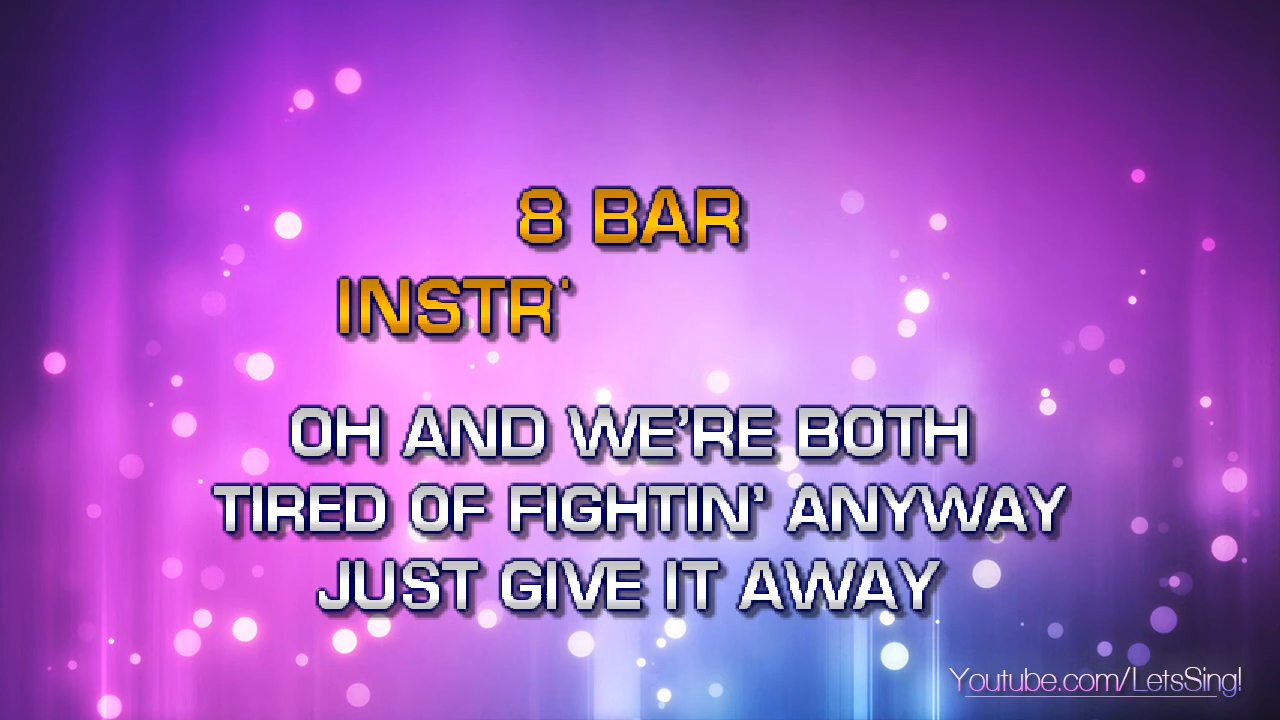 8 BAR
INSTR
OH AND WE'RE BOTH
TIRED OF FIGHTIN' ANYWAY
JUST GIVE IT AWAY
Youtube.com/LetsSing!